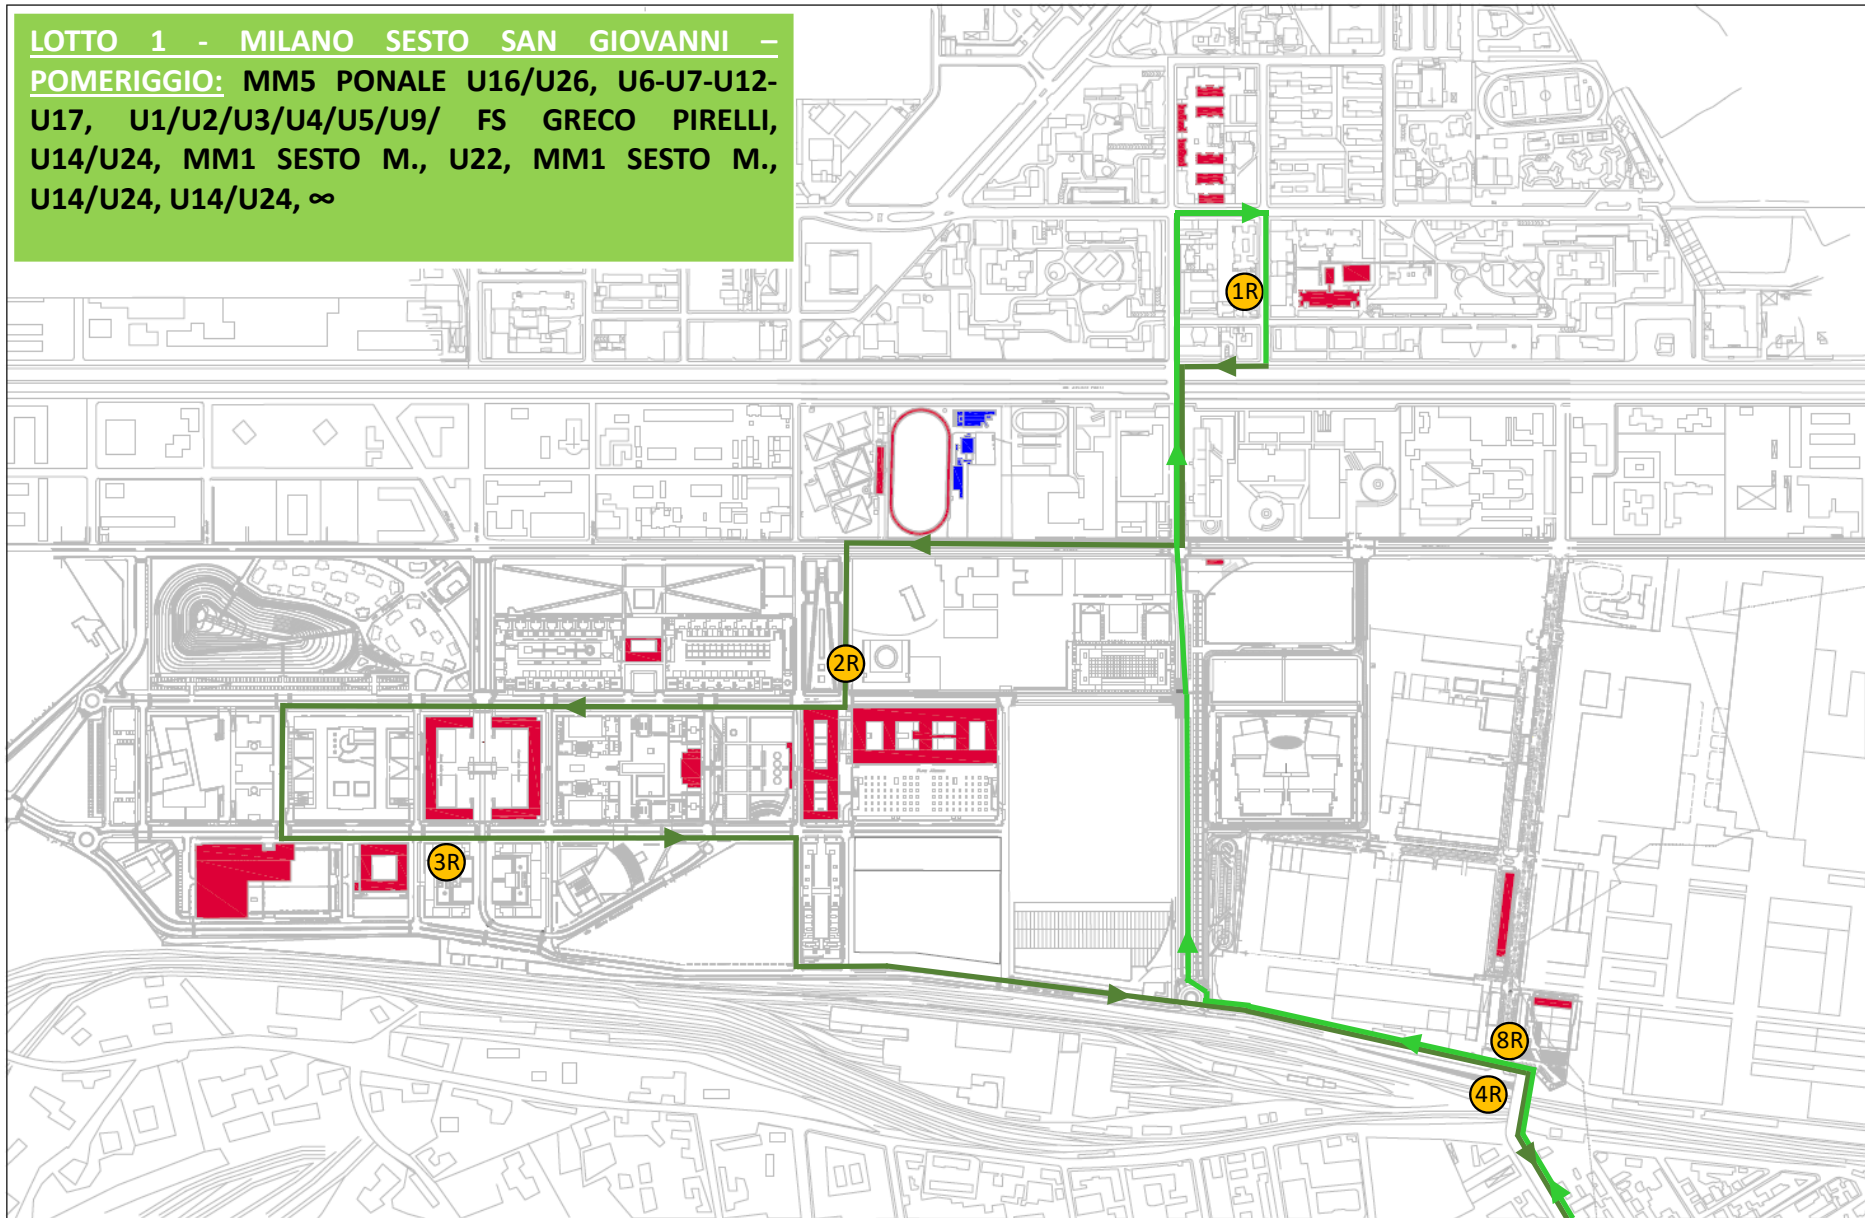 LOTTO 1 - MILANO SESTO SAN GIOVANNI –
POMERIGGIO: MM5 PONALE U16/U26, U6-U7-U12-
U17, U1/U2/U3/U4/U5/U9/ FS GRECO PIRELLI,
U14/U24, MM1 SESTO M., U22, MM1 SESTO M.,
U14/U24, U14/U24, ∞
1R
2R
3R
8R
4R